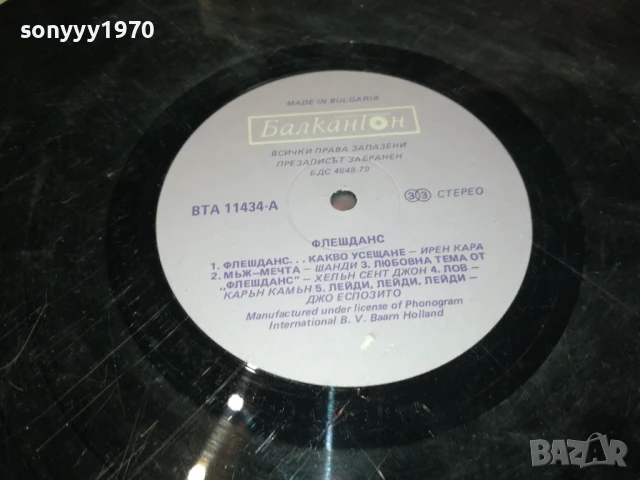 sonyyy1970
MADE IN BULGARIA
Балкантон
ВСИЧКИ ПРАВА ЗАПАЗЕНИ
ПРЕЗАПИСЪТ ЗАБРАНЕН
БДС 4648-79
ВТА 11434-А
33 СТЕРЕО
ФЛЕШДАНС
1. ФЛЕШДАНС... КАКВО УСЕЩАНЕ – ИРЕН КАРА
2. МЪЖ–МЕЧТА – ШАНДИ 3. ЛЮБОВНА ТЕМА ОТ
„ФЛЕШДАНС” – ХЕЛЪН СЕНТ ДЖОН 4. ЛОВ –
КАРЪН КАМЪН 5. ЛЕЙДИ, ЛЕЙДИ, ЛЕЙДИ –
ДЖО ЕСПОЗИТО
Manufactured under license of Phonogram
International B. V. Baarn Holland
BAZAR
bg